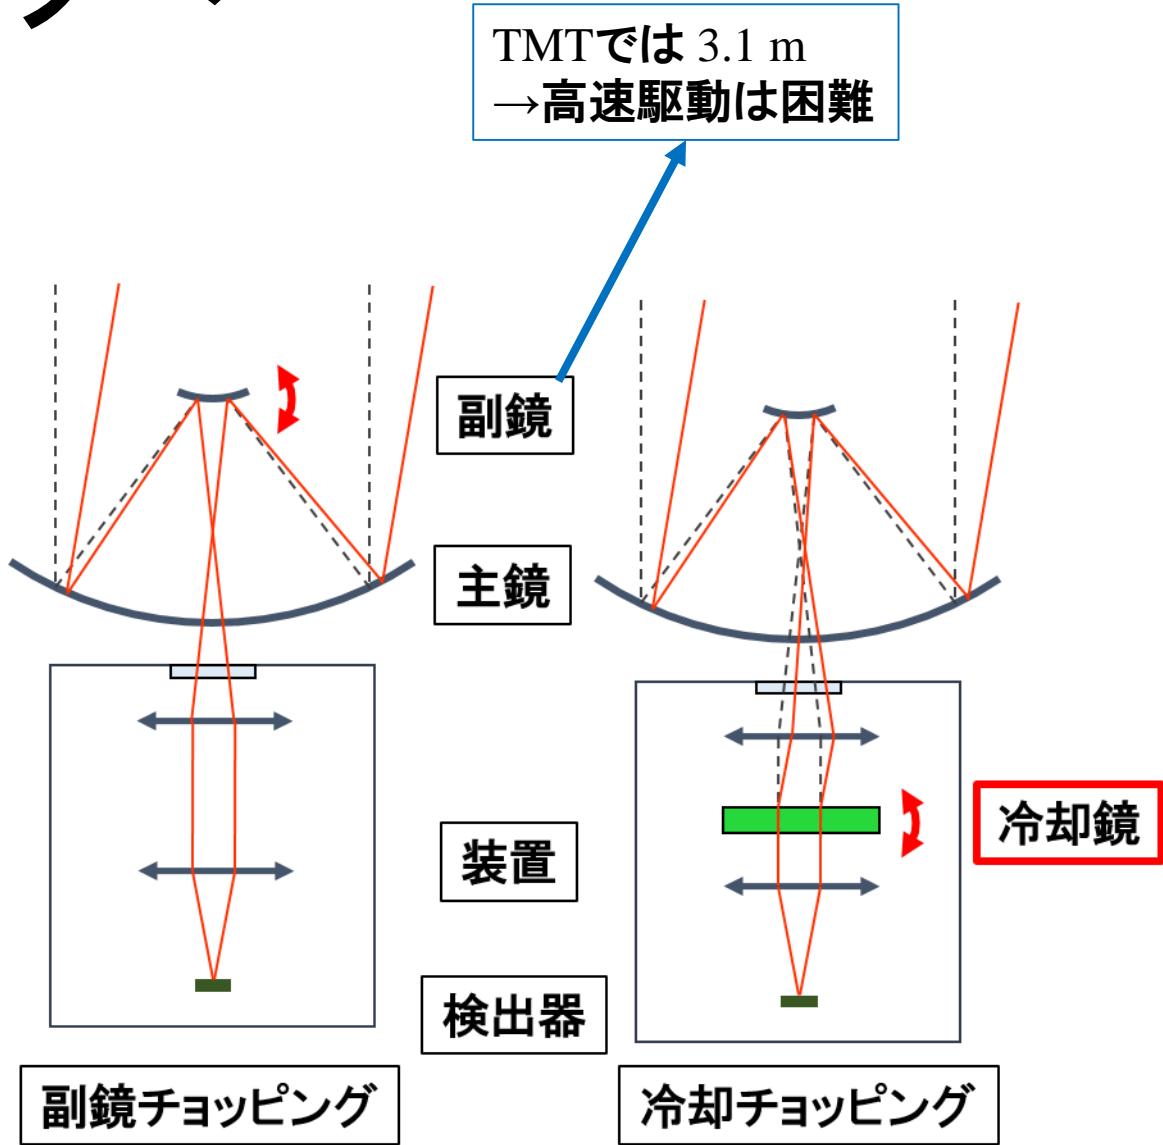 TMTでは 3.1 m
→高速駆動は困難
副鏡
主鏡
冷却鏡
装置
検出器
副鏡チョッピング
冷却チョッピング